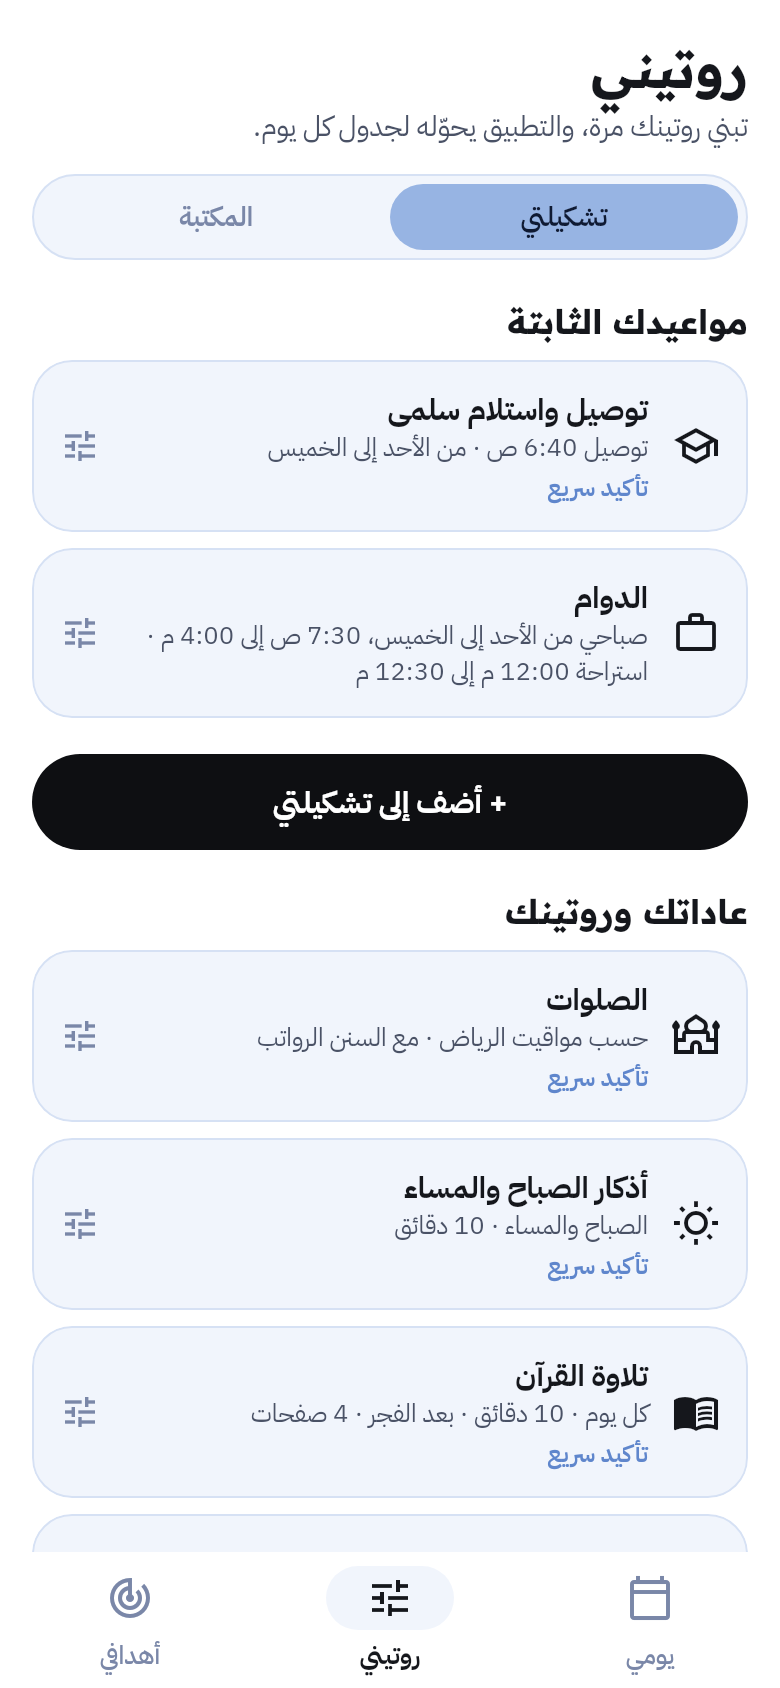 روتيني
تبني روتينك مرة، والتطبيق يحوّله لجدول كل يوم.
تشكيلتي
المكتبة
مواعيدك الثابتة
توصيل واستلام سلمى
توصيل 6:40 ص · من الأحد إلى الخميس
تأكيد سريع
الدوام
صباحي من الأحد إلى الخميس، 7:30 ص إلى 4:00 م ·
استراحة 12:00 م إلى 12:30 م
+ أضف إلى تشكيلتي
عاداتك وروتينك
الصلوات
حسب مواقيت الرياض · مع السنن الرواتب
تأكيد سريع
أذكار الصباح والمساء
الصباح والمساء · 10 دقائق
تأكيد سريع
تلاوة القرآن
كل يوم · 10 دقائق · بعد الفجر · 4 صفحات
تأكيد سريع
يومي
روتيني
أهدافي